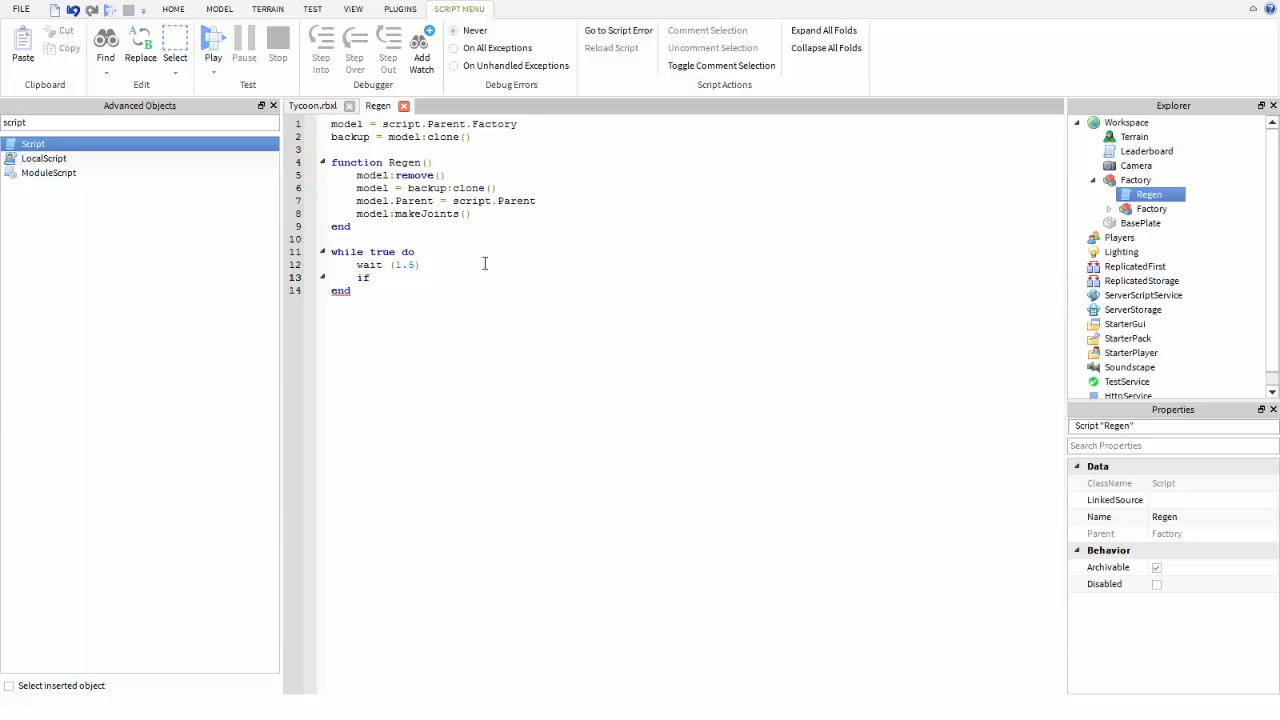 FILE HOME MODEL TERRAIN TEST VIEW PLUGINS SCRIPT MENU
Paste
Cut
Copy
Clipboard
Find
Replace
Select
Edit
Play
Pause
Stop
Test
Step Into
Step Over
Step Out
Add Watch
Debugger
Never
On All Exceptions
On Unhandled Exceptions
Debug Errors
Go to Script Error
Reload Script
Comment Selection
Uncomment Selection
Toggle Comment Selection
Expand All Folds
Collapse All Folds
Script Actions
Advanced Objects
script
Script
LocalScript
ModuleScript
Select inserted object
Tycoon.rbxl
Regen
1 model = script.Parent.Factory
2 backup = model:clone()
3
4 function Regen()
5 model:remove()
6 model = backup:clone()
7 model.Parent = script.Parent
8 model:makeJoints()
9 end
10
11 while true do
12 wait (1.5)
13 if
14 end
Explorer
Workspace
Terrain
Leaderboard
Camera
Factory
Regen
Factory
BasePlate
Players
Lighting
ReplicatedFirst
ReplicatedStorage
ServerScriptService
ServerStorage
StarterGui
StarterPack
StarterPlayer
Soundscape
TestService
HttpService
Properties
Script "Regen"
Search Properties
Data
ClassName Script
LinkedSource
Name Regen
Parent Factory
Behavior
Archivable
Disabled